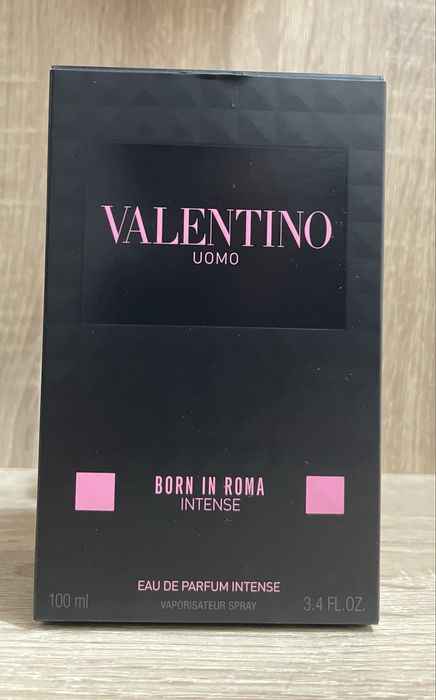 VALENTINO
UOMO
BORN IN ROMA
INTENSE
EAU DE PARFUM INTENSE
100 ml VAPORISATEUR SPRAY 3.4 FL.OZ.